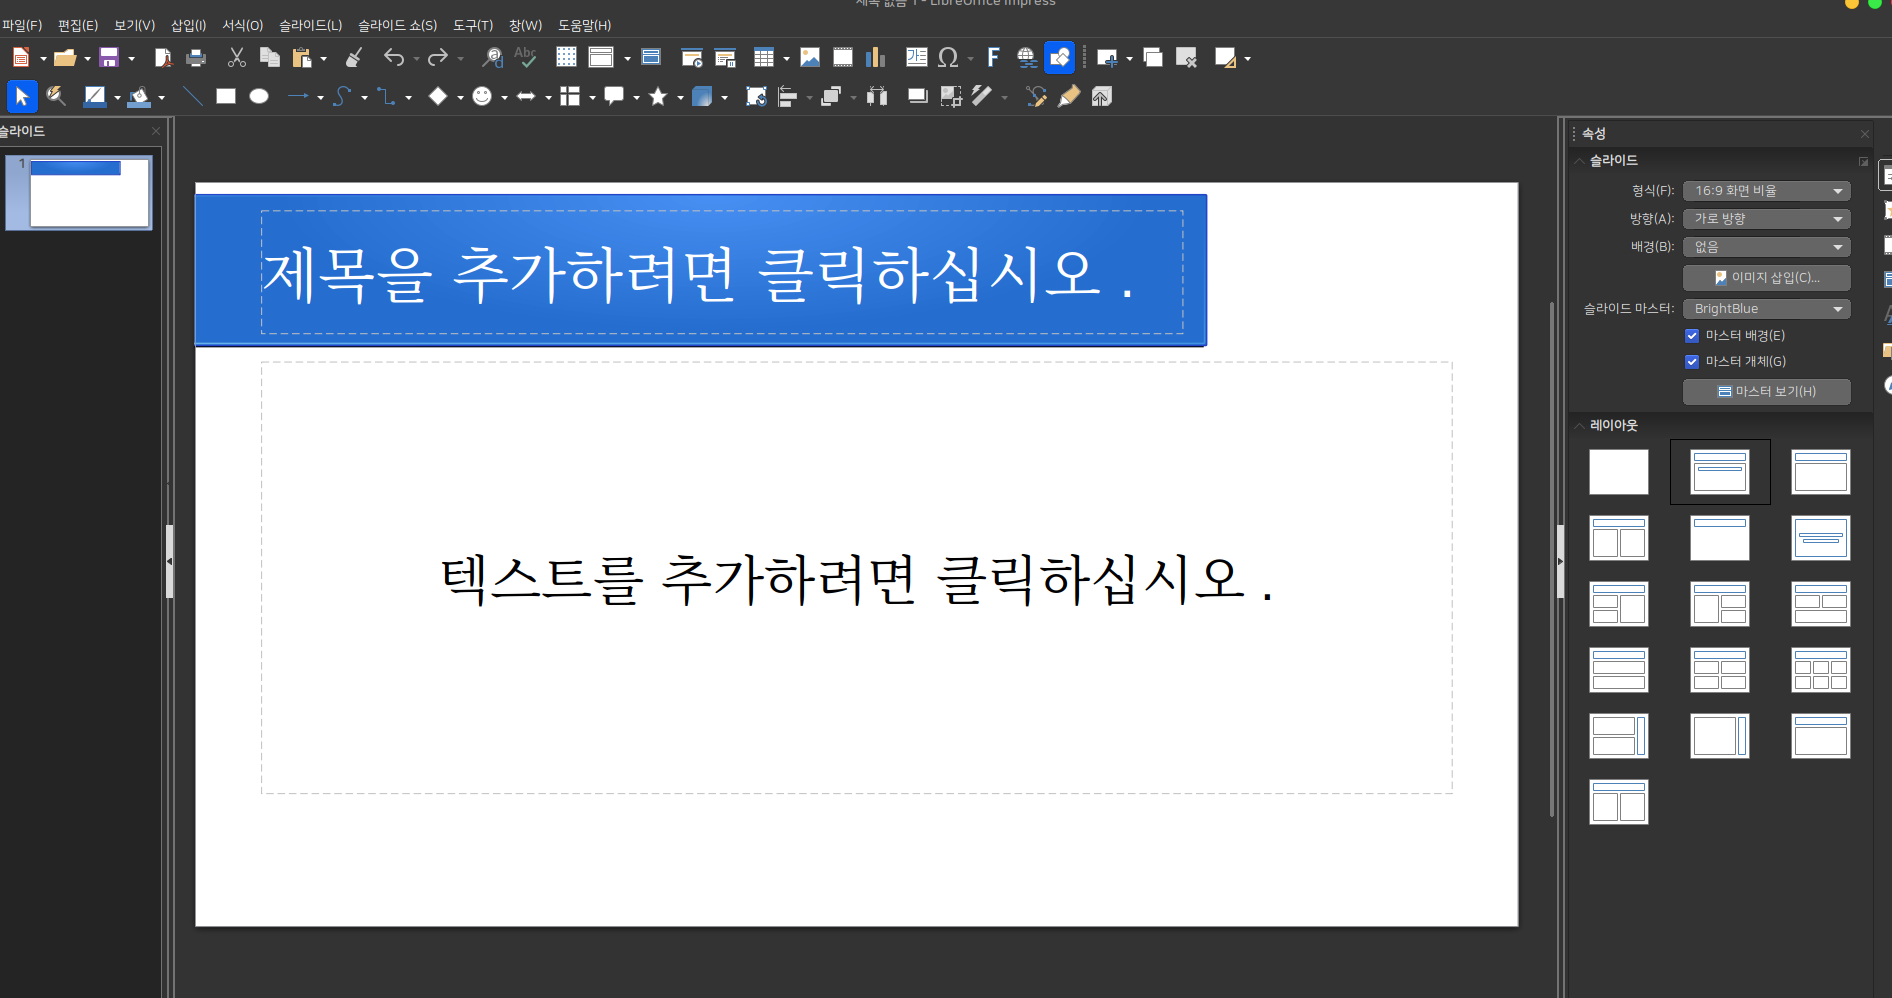 제목 없음 1 - LibreOffice Impress
파일(F) 편집(E) 보기(V) 삽입(I) 서식(O) 슬라이드(L) 슬라이드 쇼(S) 도구(T) 창(W) 도움말(H)
Abc
슬라이드
1
제목을 추가하려면 클릭하십시오 .
텍스트를 추가하려면 클릭하십시오 .
속성
슬라이드
형식(F): 16:9 화면 비율
방향(A): 가로 방향
배경(B): 없음
이미지 삽입(C)...
슬라이드 마스터: BrightBlue
마스터 배경(E)
마스터 개체(G)
마스터 보기(H)
레이아웃